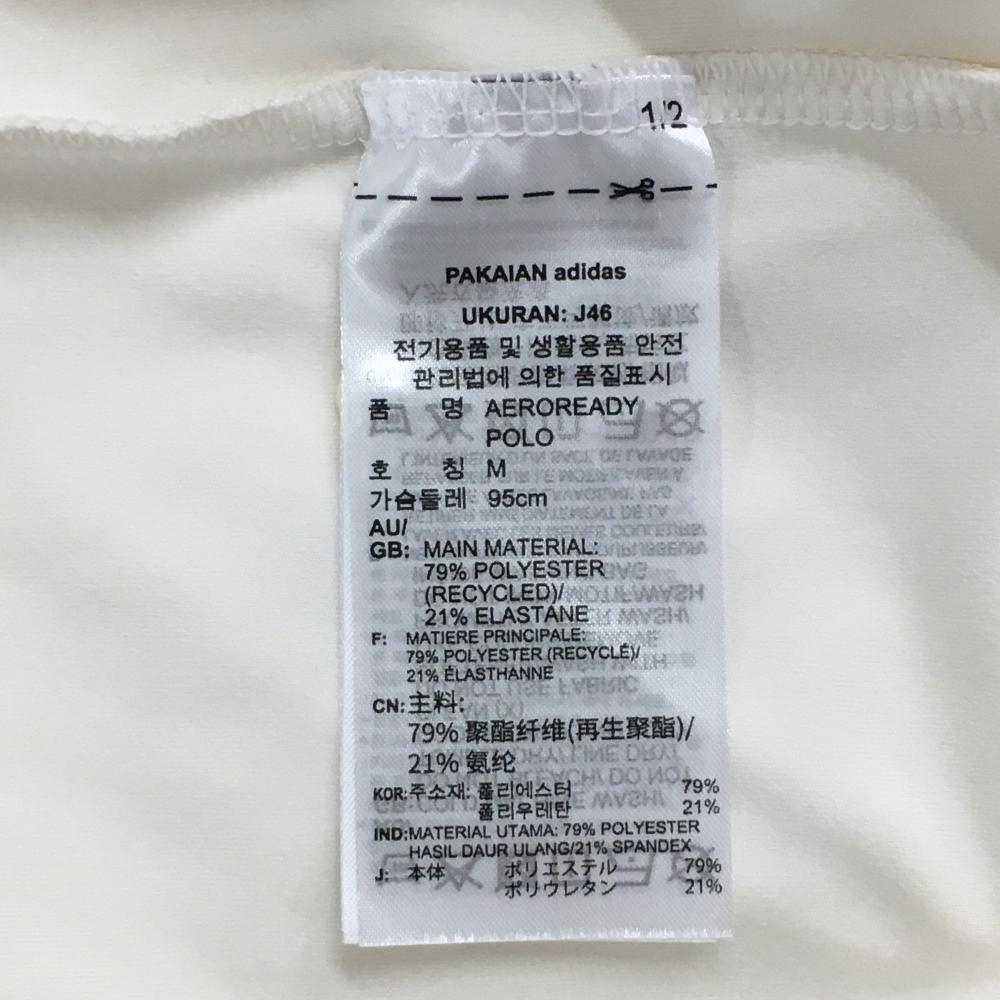 1/2
PAKAIAN adidas
UKURAN: J46
전기용품 및 생활용품 안전
관리법에 의한 품질표시
품 명 AEROREADY
POLO
호 칭 M
가슴둘레 95cm
AU/
GB: MAIN MATERIAL:
79% POLYESTER
(RECYCLED)/
21% ELASTANE
F: MATIERE PRINCIPALE:
79% POLYESTER (RECYCLÉ)/
21% ÉLASTHANNE
CN: 主料:
79% 聚酯纤维(再生聚酯)/
21% 氨纶
KOR: 주소재: 폴리에스터 79%
폴리우레탄 21%
IND: MATERIAL UTAMA: 79% POLYESTER
HASIL DAUR ULANG/21% SPANDEX
J: 本体 ポリエステル 79%
ポリウレタン 21%